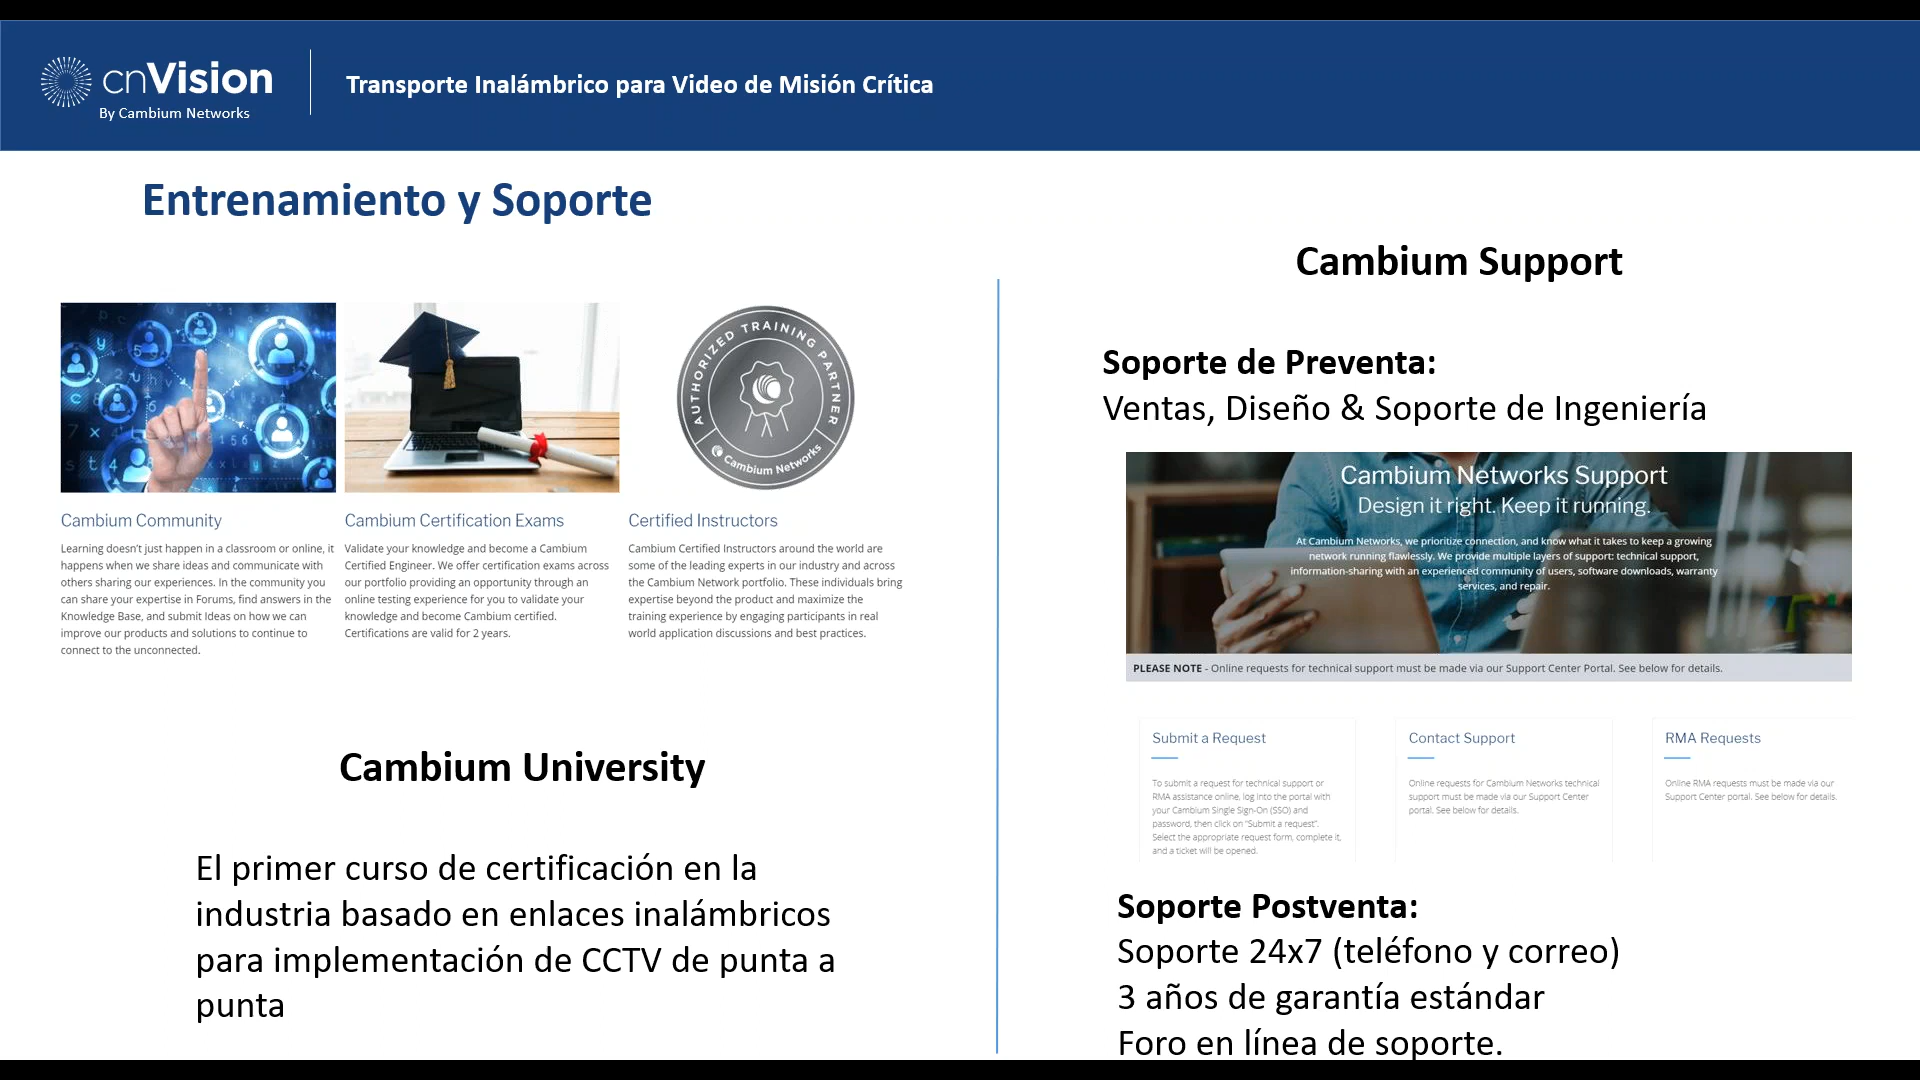 cnVision
By Cambium Networks
Transporte Inalámbrico para Video de Misión Crítica
Entrenamiento y Soporte
AUTHORIZED TRAINING PARTNER
Cambium Networks
Cambium Community
Learning doesn't just happen in a classroom or online, it
happens when we share ideas and communicate with
others sharing our experiences. In the community you
can share your expertise in Forums, find answers in the
Knowledge Base, and submit Ideas on how we can
improve our products and solutions to continue to
connect to the unconnected.
Cambium Certification Exams
Validate your knowledge and become a Cambium
Certified Engineer. We offer certification exams across
our portfolio providing an opportunity through an
online testing experience for you to validate your
knowledge and become Cambium certified.
Certifications are valid for 2 years.
Certified Instructors
Cambium Certified Instructors around the world are
some of the leading experts in our industry and across
the Cambium Network portfolio. These individuals bring
expertise beyond the product and maximize the
training experience by engaging participants in real
world application discussions and best practices.
Cambium University
El primer curso de certificación en la
industria basado en enlaces inalámbricos
para implementación de CCTV de punta a
punta
Cambium Support
Soporte de Preventa:
Ventas, Diseño & Soporte de Ingeniería
Cambium Networks Support
Design it right. Keep it running.
At Cambium Networks, we prioritize connection, and know what it takes to keep a growing
network running flawlessly. We provide multiple layers of support: technical support,
information-sharing with an experienced community of users, software downloads, warranty
services, and repair.
PLEASE NOTE - Online requests for technical support must be made via our Support Center Portal. See below for details.
Submit a Request
To submit a request for technical support or
RMA assistance online, log into the portal with
your Cambium Single Sign-On (SSO) and
password, then click on "Submit a request".
Select the appropriate request form, complete it,
and a ticket will be opened.
Contact Support
Online requests for Cambium Networks technical
support must be made via our Support Center
portal. See below for details.
RMA Requests
Online RMA requests must be made via our
Support Center portal. See below for details.
Soporte Postventa:
Soporte 24x7 (teléfono y correo)
3 años de garantía estándar
Foro en línea de soporte.